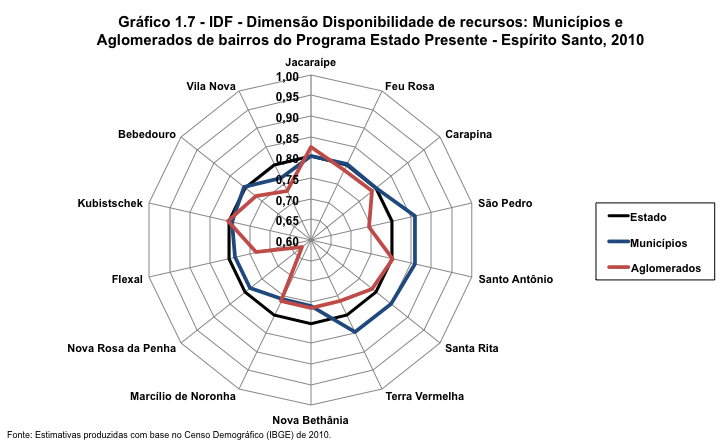 Gráfico 1.7 - IDF - Dimensão Disponibilidade de recursos: Municípios e
Aglomerados de bairros do Programa Estado Presente - Espírito Santo, 2010
Jacaraípe
Feu Rosa
Carapina
São Pedro
Santo Antônio
Santa Rita
Terra Vermelha
Nova Bethânia
Marcílio de Noronha
Nova Rosa da Penha
Flexal
Kubistschek
Bebedouro
Vila Nova
1,00
0,95
0,90
0,85
0,80
0,75
0,70
0,65
0,60
Estado
Municípios
Aglomerados
Fonte: Estimativas produzidas com base no Censo Demográfico (IBGE) de 2010.